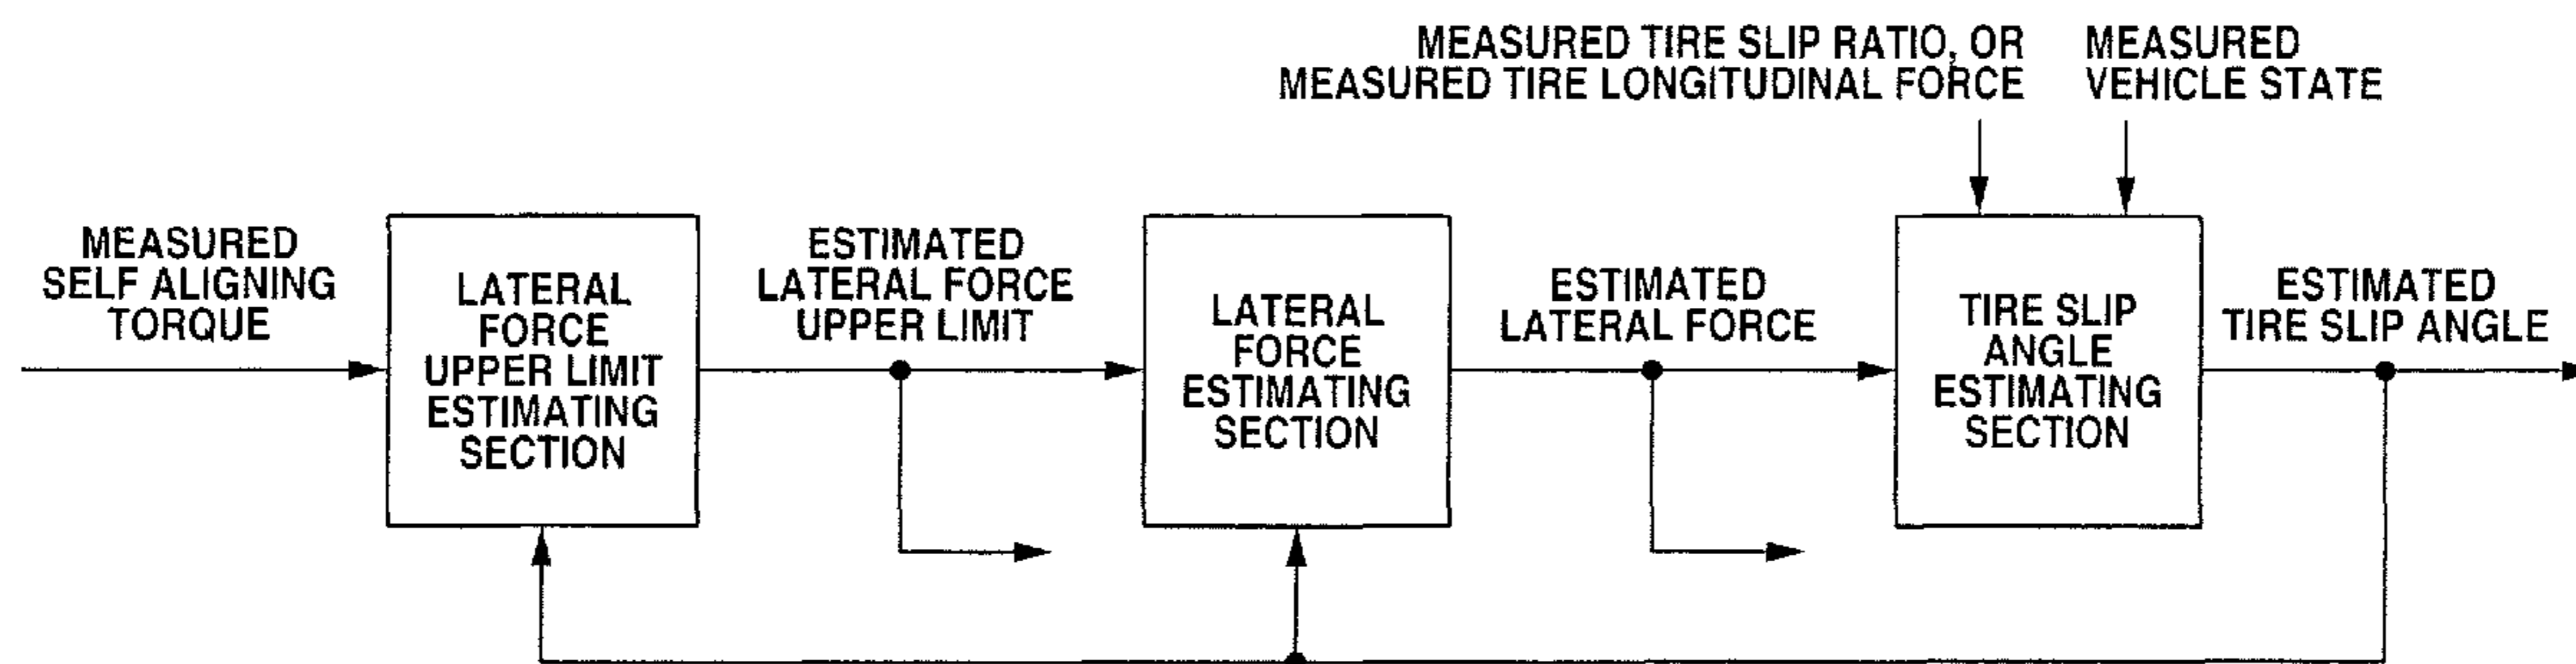 MEASURED TIRE SLIP RATIO, OR
MEASURED TIRE LONGITUDINAL FORCE
MEASURED
VEHICLE STATE
MEASURED
SELF ALIGNING
TORQUE
LATERAL
FORCE
UPPER LIMIT
ESTIMATING
SECTION
ESTIMATED
LATERAL FORCE
UPPER LIMIT
LATERAL
FORCE
ESTIMATING
SECTION
ESTIMATED
LATERAL FORCE
TIRE SLIP
ANGLE
ESTIMATING
SECTION
ESTIMATED
TIRE SLIP ANGLE